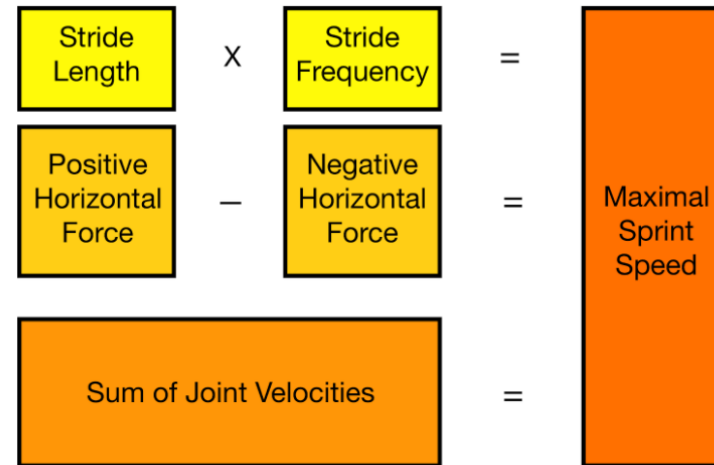 Stride
Length
X
Stride
Frequency
=
Positive
Horizontal
Force
–
Negative
Horizontal
Force
=
Maximal
Sprint
Speed
Sum of Joint Velocities
=